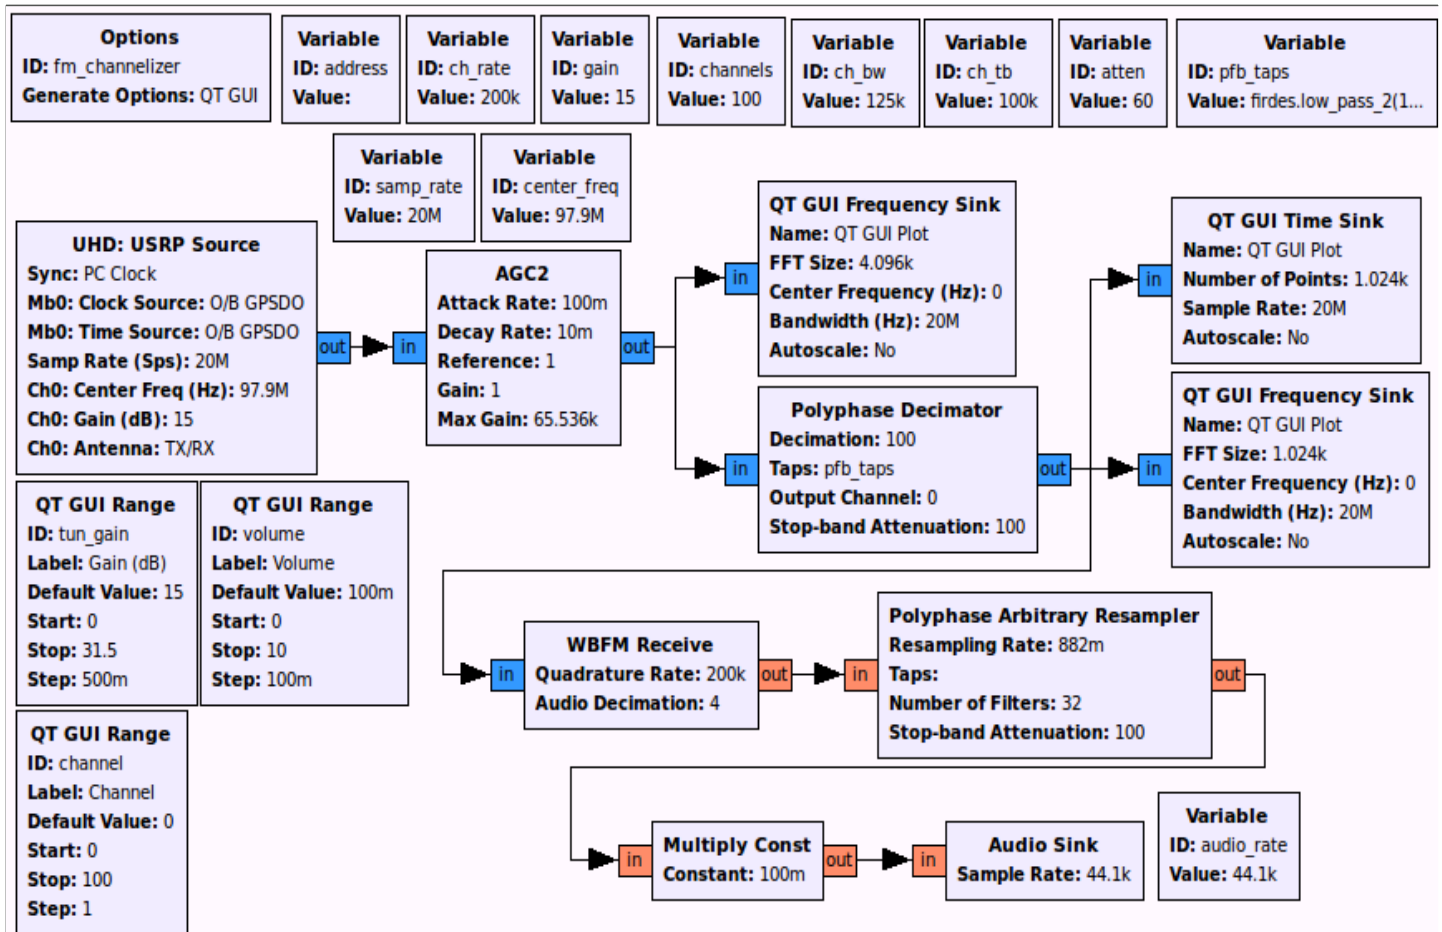 Options
ID: fm_channelizer
Generate Options: QT GUI
Variable
ID: address
Value:
Variable
ID: ch_rate
Value: 200k
Variable
ID: gain
Value: 15
Variable
ID: channels
Value: 100
Variable
ID: ch_bw
Value: 125k
Variable
ID: ch_tb
Value: 100k
Variable
ID: atten
Value: 60
Variable
ID: pfb_taps
Value: firdes.low_pass_2(1...
Variable
ID: samp_rate
Value: 20M
Variable
ID: center_freq
Value: 97.9M
UHD: USRP Source
Sync: PC Clock
Mb0: Clock Source: O/B GPSDO
Mb0: Time Source: O/B GPSDO
Samp Rate (Sps): 20M
Ch0: Center Freq (Hz): 97.9M
Ch0: Gain (dB): 15
Ch0: Antenna: TX/RX
out
in
AGC2
Attack Rate: 100m
Decay Rate: 10m
Reference: 1
Gain: 1
Max Gain: 65.536k
out
in
QT GUI Frequency Sink
Name: QT GUI Plot
FFT Size: 4.096k
Center Frequency (Hz): 0
Bandwidth (Hz): 20M
Autoscale: No
in
Polyphase Decimator
Decimation: 100
Taps: pfb_taps
Output Channel: 0
Stop-band Attenuation: 100
out
in
QT GUI Time Sink
Name: QT GUI Plot
Number of Points: 1.024k
Sample Rate: 20M
Autoscale: No
in
QT GUI Frequency Sink
Name: QT GUI Plot
FFT Size: 1.024k
Center Frequency (Hz): 0
Bandwidth (Hz): 20M
Autoscale: No
QT GUI Range
ID: tun_gain
Label: Gain (dB)
Default Value: 15
Start: 0
Stop: 31.5
Step: 500m
QT GUI Range
ID: volume
Label: Volume
Default Value: 100m
Start: 0
Stop: 10
Step: 100m
in
WBFM Receive
Quadrature Rate: 200k
Audio Decimation: 4
out
in
Polyphase Arbitrary Resampler
Resampling Rate: 882m
Taps:
Number of Filters: 32
Stop-band Attenuation: 100
out
QT GUI Range
ID: channel
Label: Channel
Default Value: 0
Start: 0
Stop: 100
Step: 1
in
Multiply Const
Constant: 100m
out
in
Audio Sink
Sample Rate: 44.1k
Variable
ID: audio_rate
Value: 44.1k